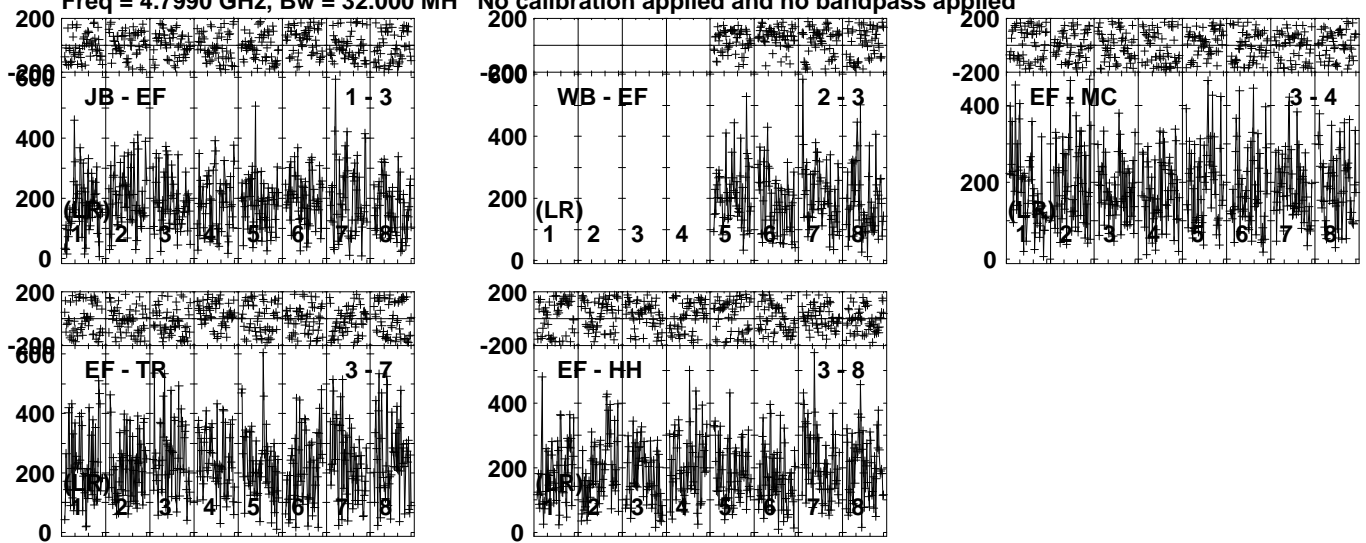 Freq = 4.7990 GHz, Bw = 32.000 MH No calibration applied and no bandpass applied
200 200 200
-200 -200 -200
600 600
JB - EF 1 - 3 WB - EF 2 - 3 EF - MC 3 - 4
400 400 400
200 200 200
(LR) (LR) (LR)
1 2 3 4 5 6 7 8 1 2 3 4 5 6 7 8 1 2 3 4 5 6 7 8
0 0 0
200 200
-200 -200
600
EF - TR 3 - 7 EF - HH 3 - 8
400 400
200 200
(LR) (LR)
1 2 3 4 5 6 7 8 1 2 3 4 5 6 7 8
0 0